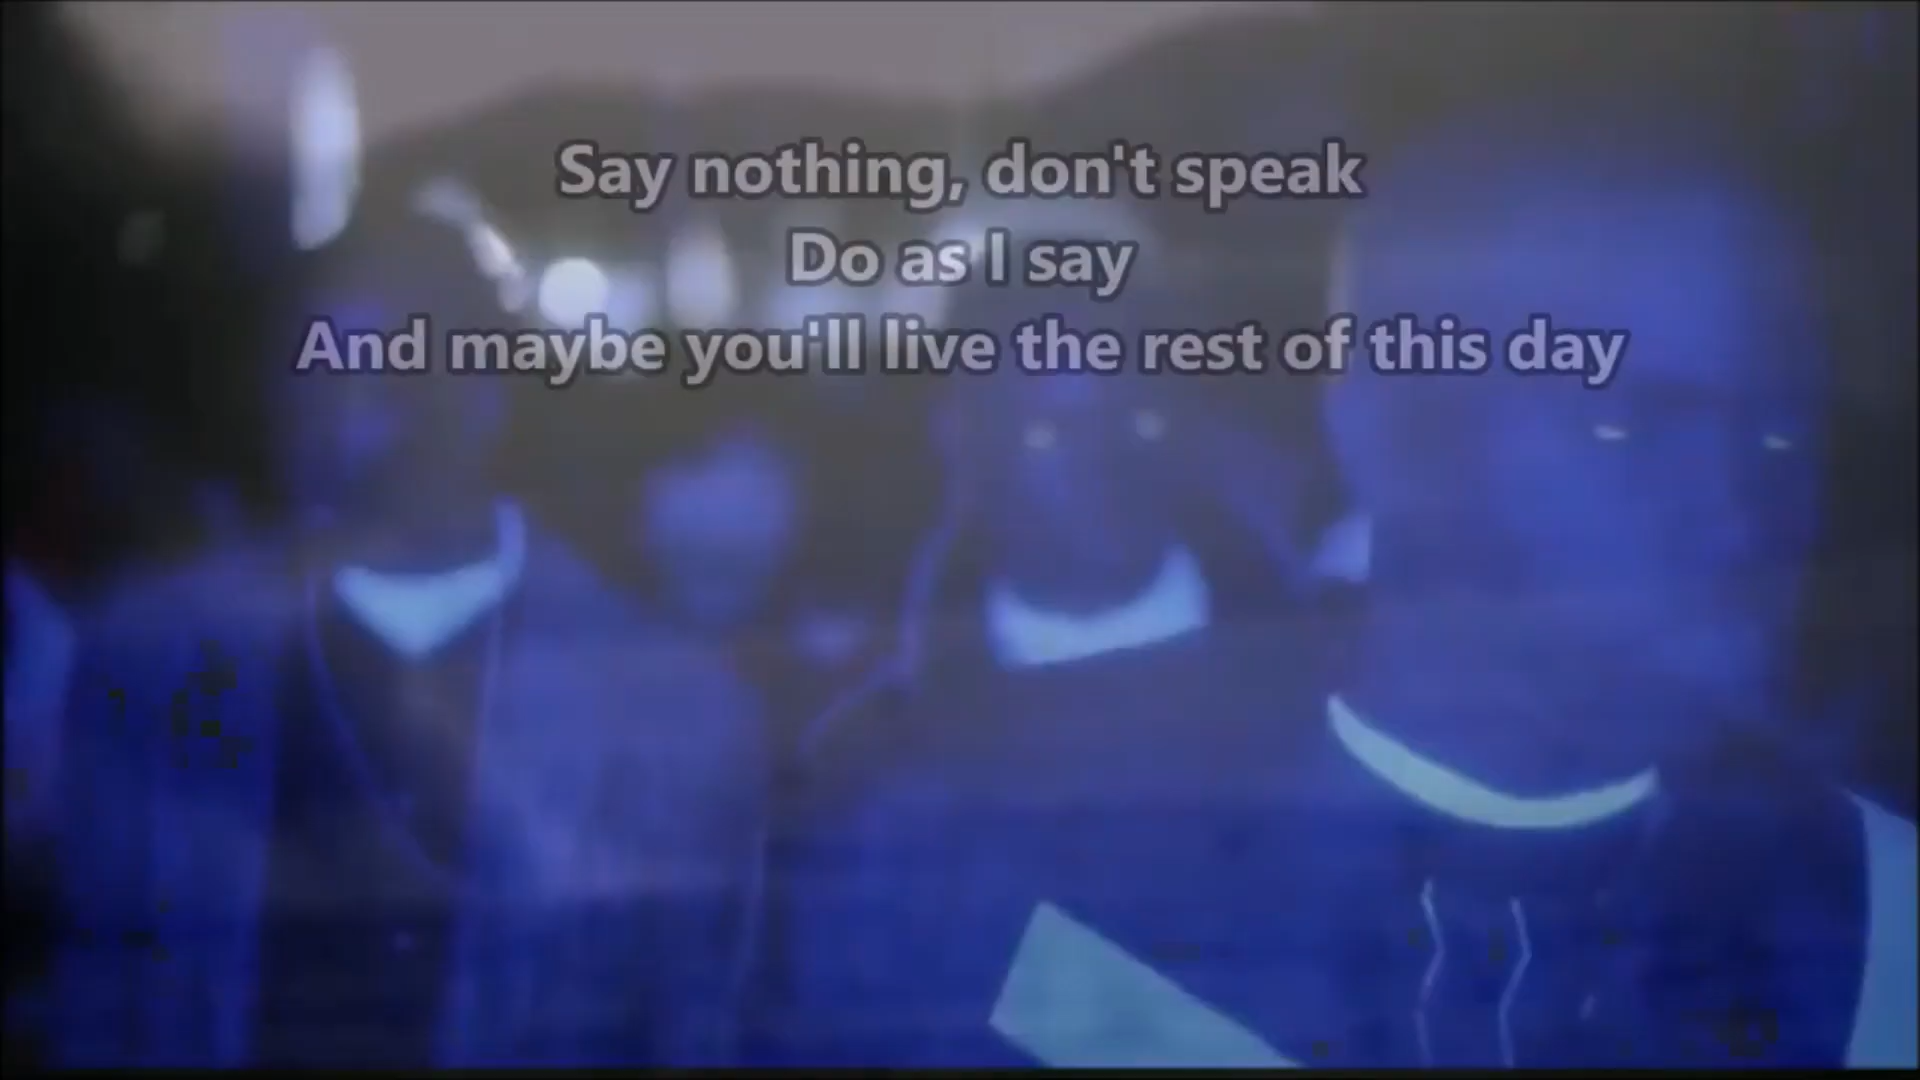 Say nothing, don't speak
Do as I say
And maybe you'll live the rest of this day